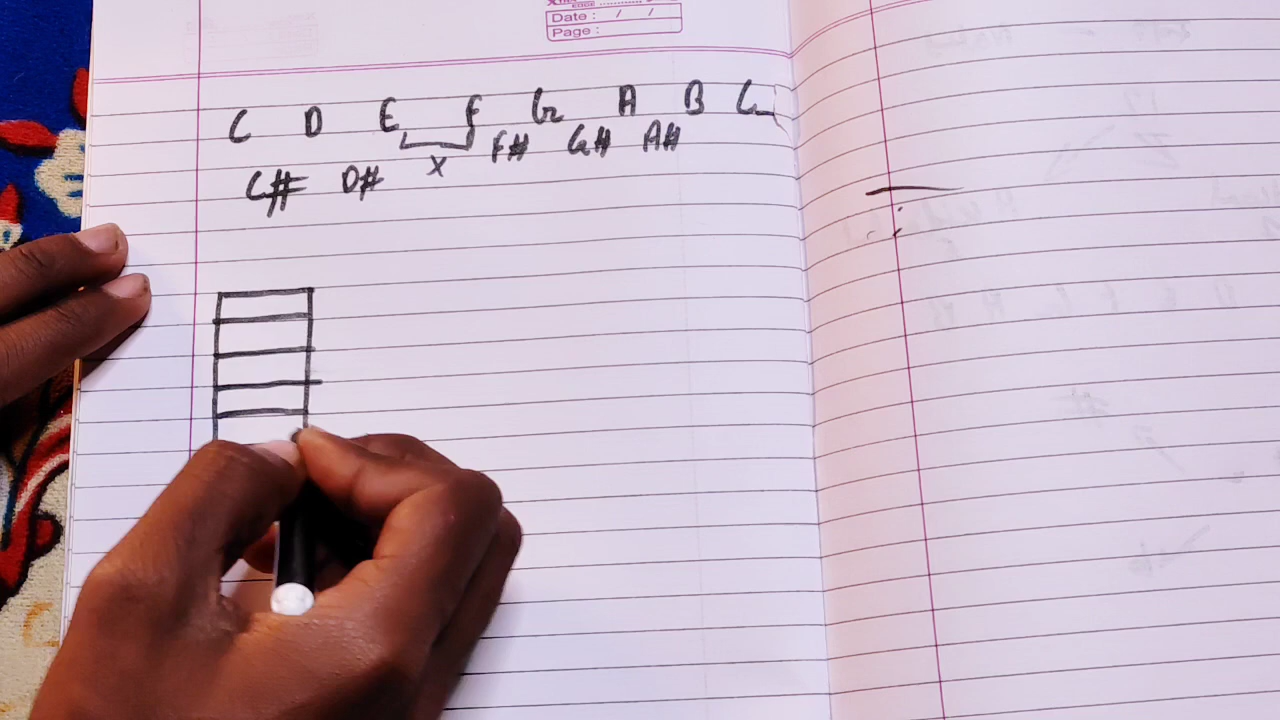 Date : / /
Page :
C D E F G A B C
X F# G# A#
C# D#